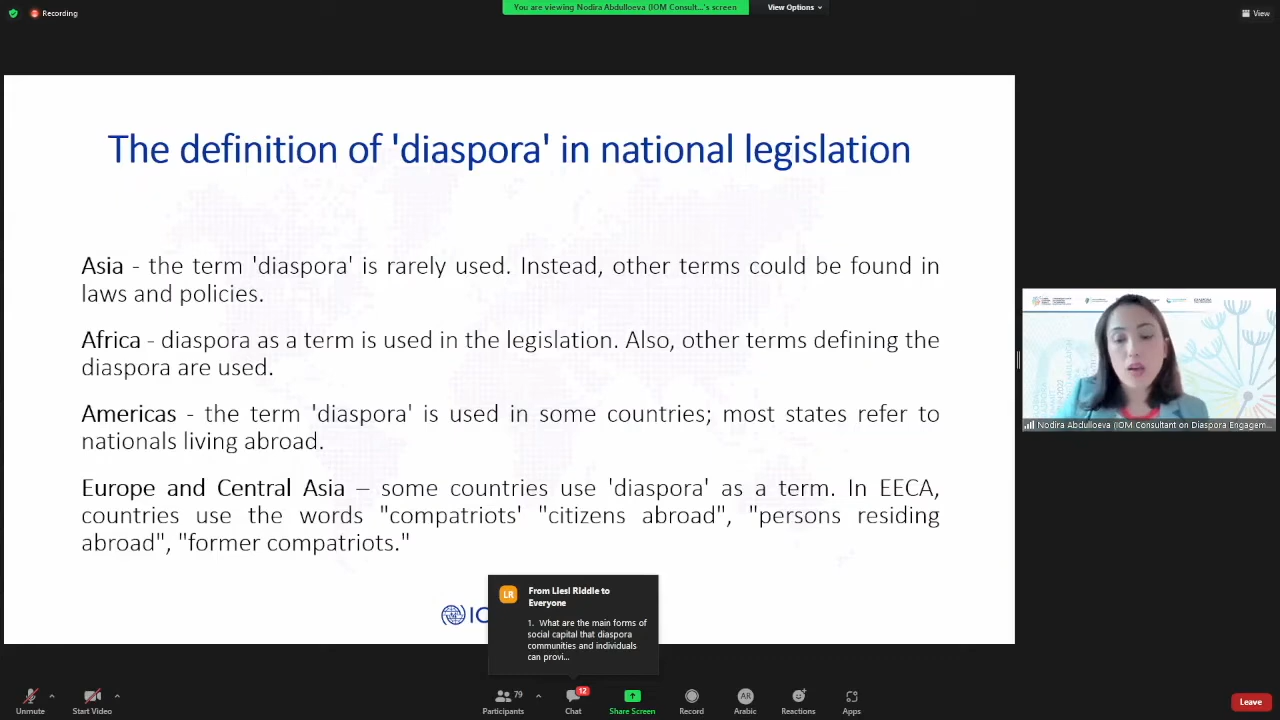 Recording
You are viewing Nodira Abdulloeva (IOM Consult...'s screen
View Options
View
The definition of 'diaspora' in national legislation
Asia - the term 'diaspora' is rarely used. Instead, other terms could be found in
laws and policies.
Africa - diaspora as a term is used in the legislation. Also, other terms defining the
diaspora are used.
Americas - the term 'diaspora' is used in some countries; most states refer to
nationals living abroad.
Europe and Central Asia – some countries use 'diaspora' as a term. In EECA,
countries use the words "compatriots' "citizens abroad", "persons residing
abroad", "former compatriots."
Nodira Abdulloeva (IOM Consultant on Diaspora Engagem...
LR
From Liesl Riddle to
Everyone
1. What are the main forms of
social capital that diaspora
communities and individuals
can provi...
Unmute
Start Video
79
Participants
12
Chat
Share Screen
Record
AR
Arabic
Reactions
Apps
Leave